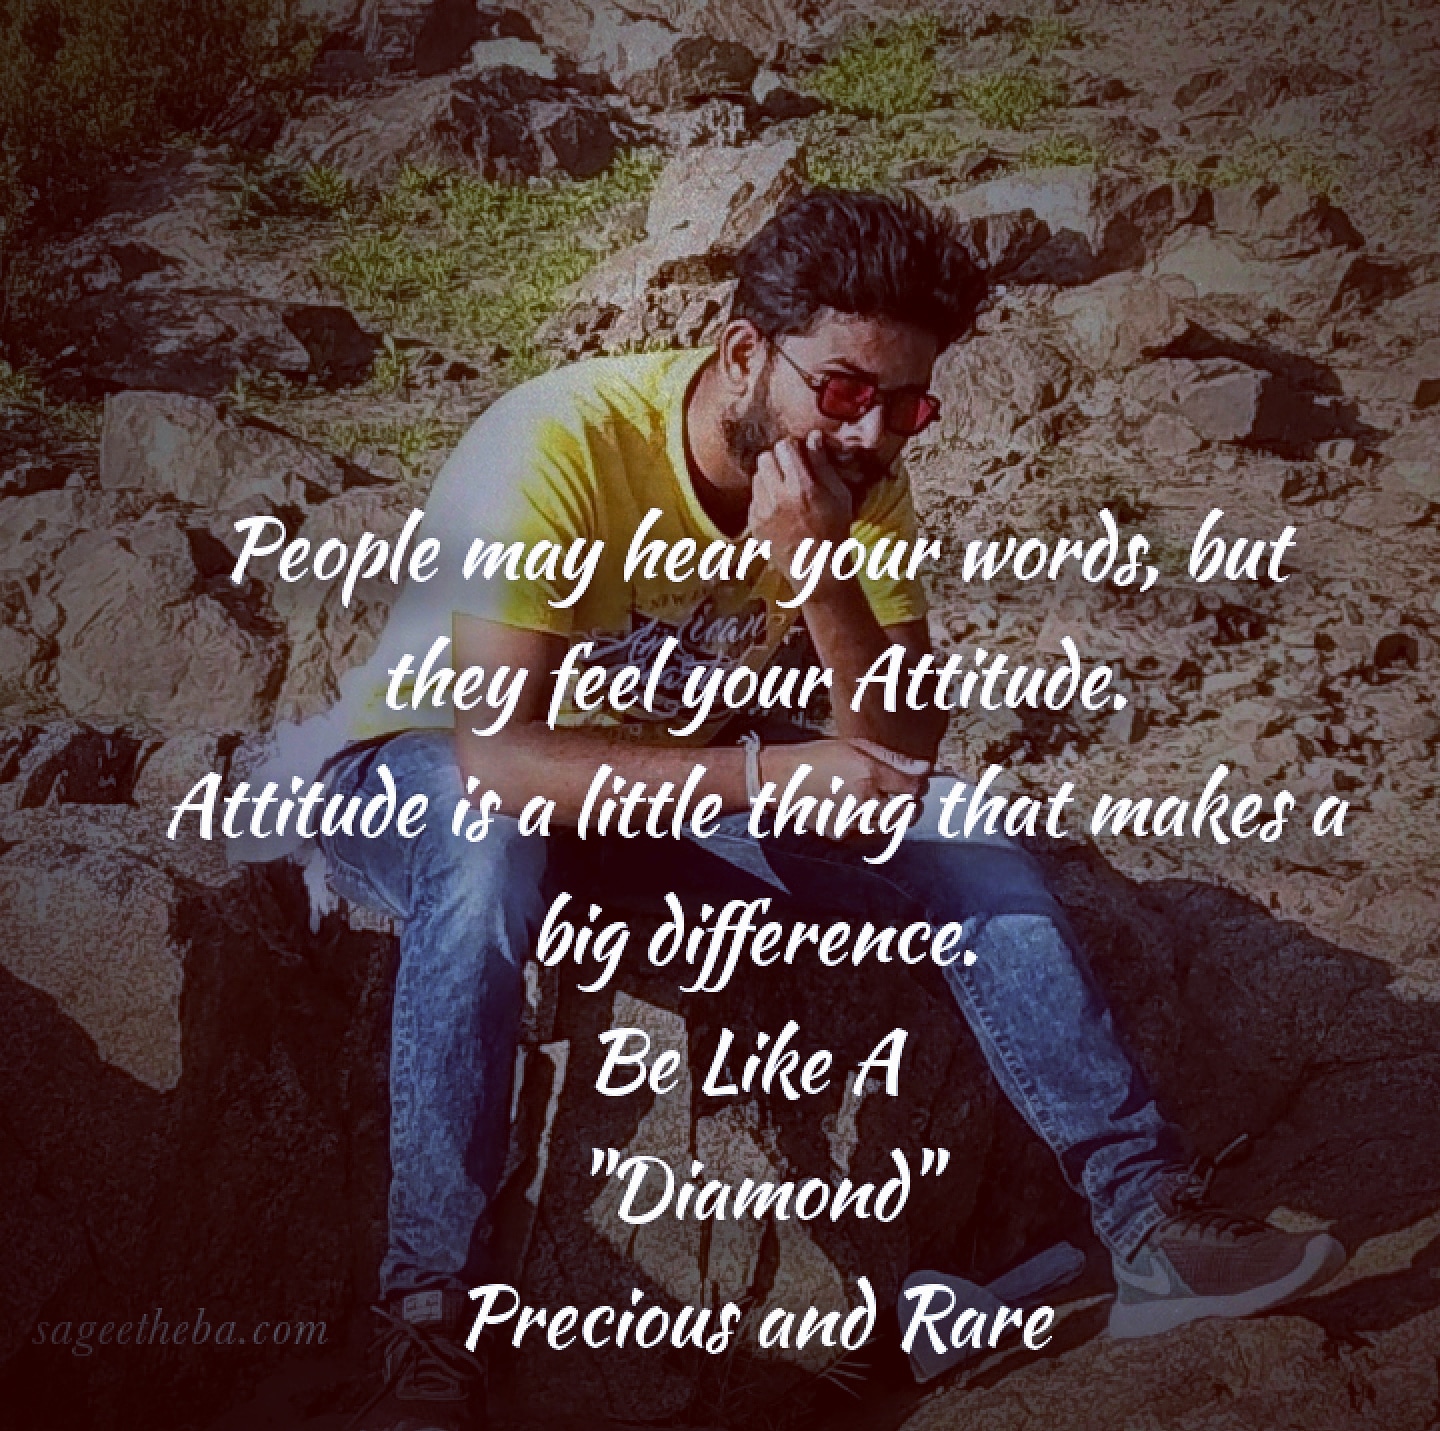 People may hear your words, but
they feel your Attitude.
Attitude is a little thing that makes a
big difference.
Be Like A
"Diamond"
Precious and Rare
sageetheba.com